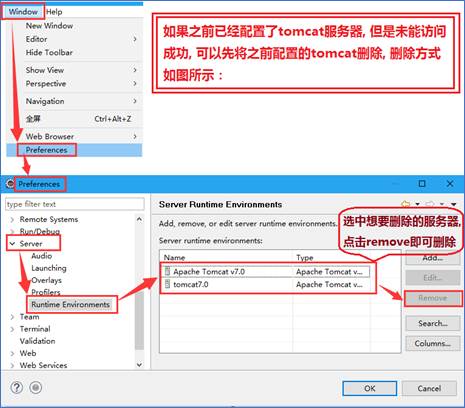 Window Help
New Window
Editor
Hide Toolbar
Show View
Perspective
Navigation
全屏 Ctrl+Alt+Z
Web Browser
Preferences
如果之前已经配置了tomcat服务器, 但是未能访问
成功, 可以先将之前配置的tomcat删除, 删除方式
如图所示：
Preferences
type filter text
Remote Systems
Run/Debug
Server
Audio
Launching
Overlays
Profilers
Runtime Environments
Team
Terminal
Validation
Web
Web Services
Server Runtime Environments
Add, remove, or edit server runtime environments.
Server runtime environments:
Name Type
Apache Tomcat v7.0 Apache Tomcat v...
tomcat7.0 Apache Tomcat v...
选中想要删除的服务器,
点击remove即可删除
Add...
Edit...
Remove
Search...
Columns...
OK Cancel